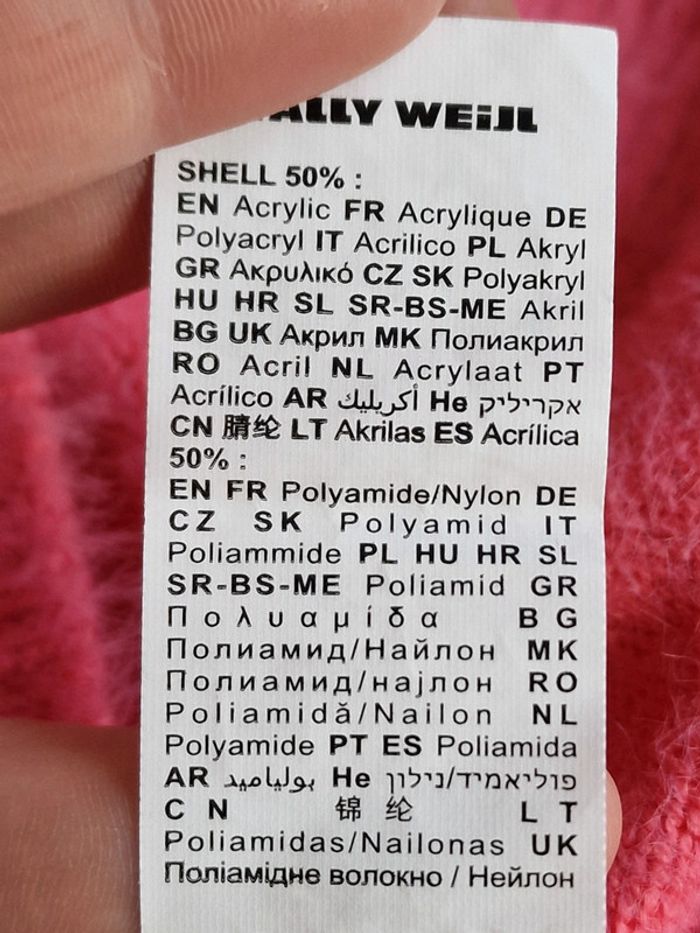 ALLY WEiJL
SHELL 50% :
EN Acrylic FR Acrylique DE
Polyacryl IT Acrilico PL Akryl
GR Ακρυλικό CZ SK Polyakryl
HU HR SL SR-BS-ME Akril
BG UK Акрил MK Полиакрил
RO Acril NL Acrylaat PT
Acrílico AR أكريليك He אקריליק
CN 腈纶 LT Akrilas ES Acrílica
50% :
EN FR Polyamide/Nylon DE
CZ SK Polyamid IT
Poliammide PL HU HR SL
SR-BS-ME Poliamid GR
Πολυαμίδα BG
Полиамид/Найлон MK
Полиамид/најлон RO
Poliamidă/Nailon NL
Polyamide PT ES Poliamida
AR بولياميد He פוליאמיד/נילון
CN 锦纶 LT
Poliamidas/Nailonas UK
Поліамідне волокно / Нейлон